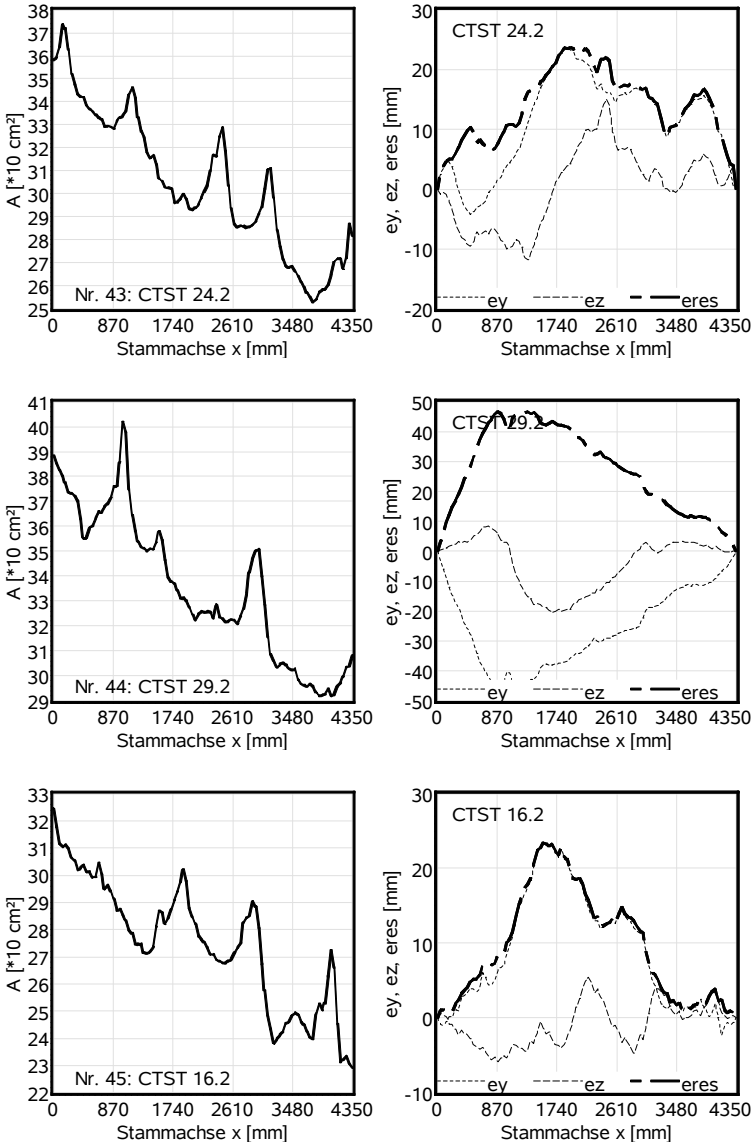 38
37
36
35
34
33
31
30
29
28
27
26
25
A [*10 cm²]
Nr. 43: CTST 24.2
0 870 1740 2610 3480 4350
Stammachse x [mm]
30
20
10
0
-10
-20
ey, ez, eres [mm]
CTST 24.2
ey ez eres
0 870 1740 2610 3480 4350
Stammachse x [mm]
41
40
39
38
37
36
35
34
33
32
31
30
29
A [*10 cm²]
Nr. 44: CTST 29.2
0 870 1740 2610 3480 4350
Stammachse x [mm]
50
40
30
20
10
0
-10
-20
-30
-40
-50
ey, ez, eres [mm]
CTST 29.2
ey ez eres
0 870 1740 2610 3480 4350
Stammachse x [mm]
33
32
31
30
29
28
26
25
24
23
22
A [*10 cm²]
Nr. 45: CTST 16.2
0 870 1740 2610 3480 4350
Stammachse x [mm]
30
20
10
0
-10
ey, ez, eres [mm]
CTST 16.2
ey ez eres
0 870 1740 2610 3480 4350
Stammachse x [mm]